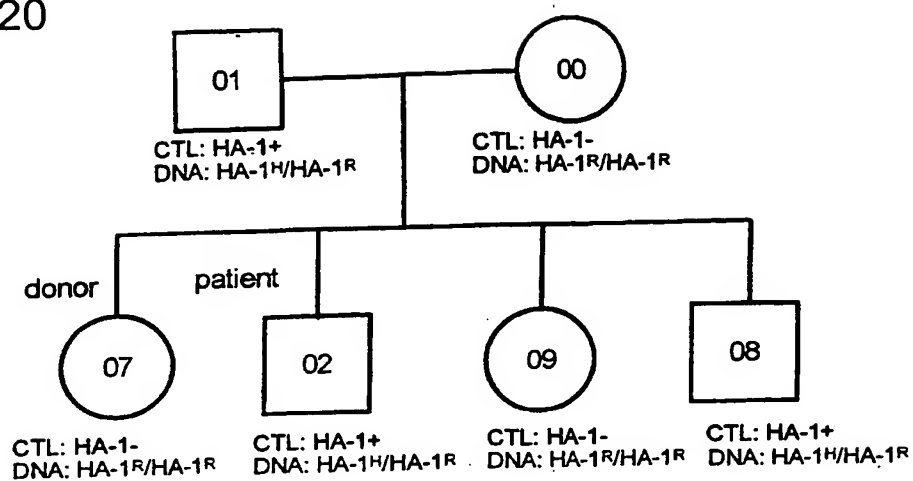 20
01
00
CTL: HA-1+
DNA: HA-1H/HA-1R
CTL: HA-1-
DNA: HA-1R/HA-1R
donor
patient
07
02
09
08
CTL: HA-1-
DNA: HA-1R/HA-1R
CTL: HA-1+
DNA: HA-1H/HA-1R
CTL: HA-1-
DNA: HA-1R/HA-1R
CTL: HA-1+
DNA: HA-1H/HA-1R